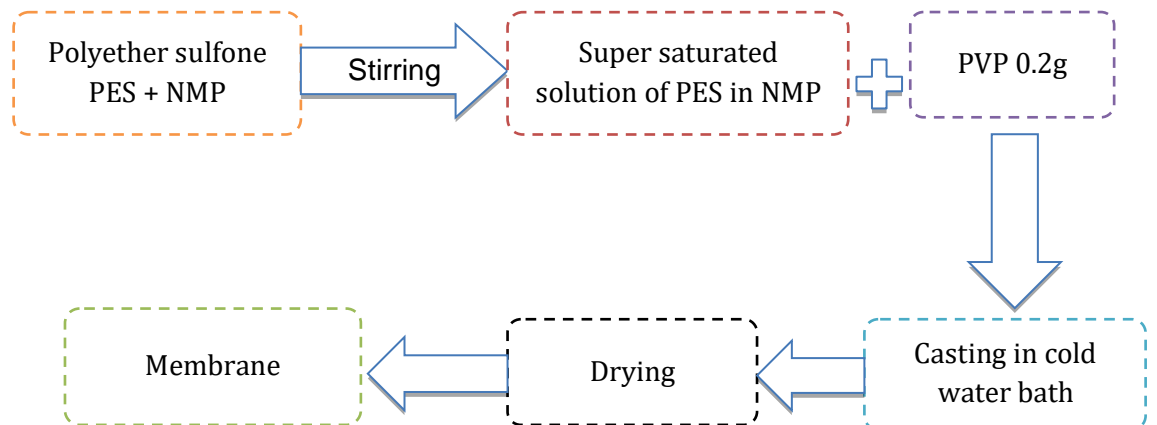 Polyether sulfone
PES + NMP
Stirring
Super saturated
solution of PES in NMP
PVP 0.2g
Casting in cold
water bath
Drying
Membrane